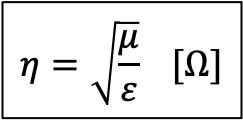 η = √(μ/ε) [Ω]